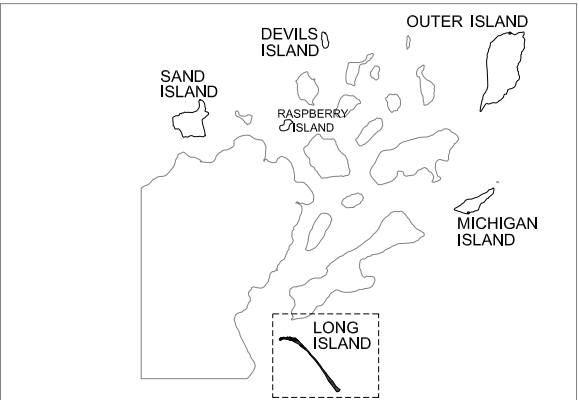 OUTER ISLAND
DEVILS
ISLAND
SAND
ISLAND
RASPBERRY
ISLAND
MICHIGAN
ISLAND
LONG
ISLAND